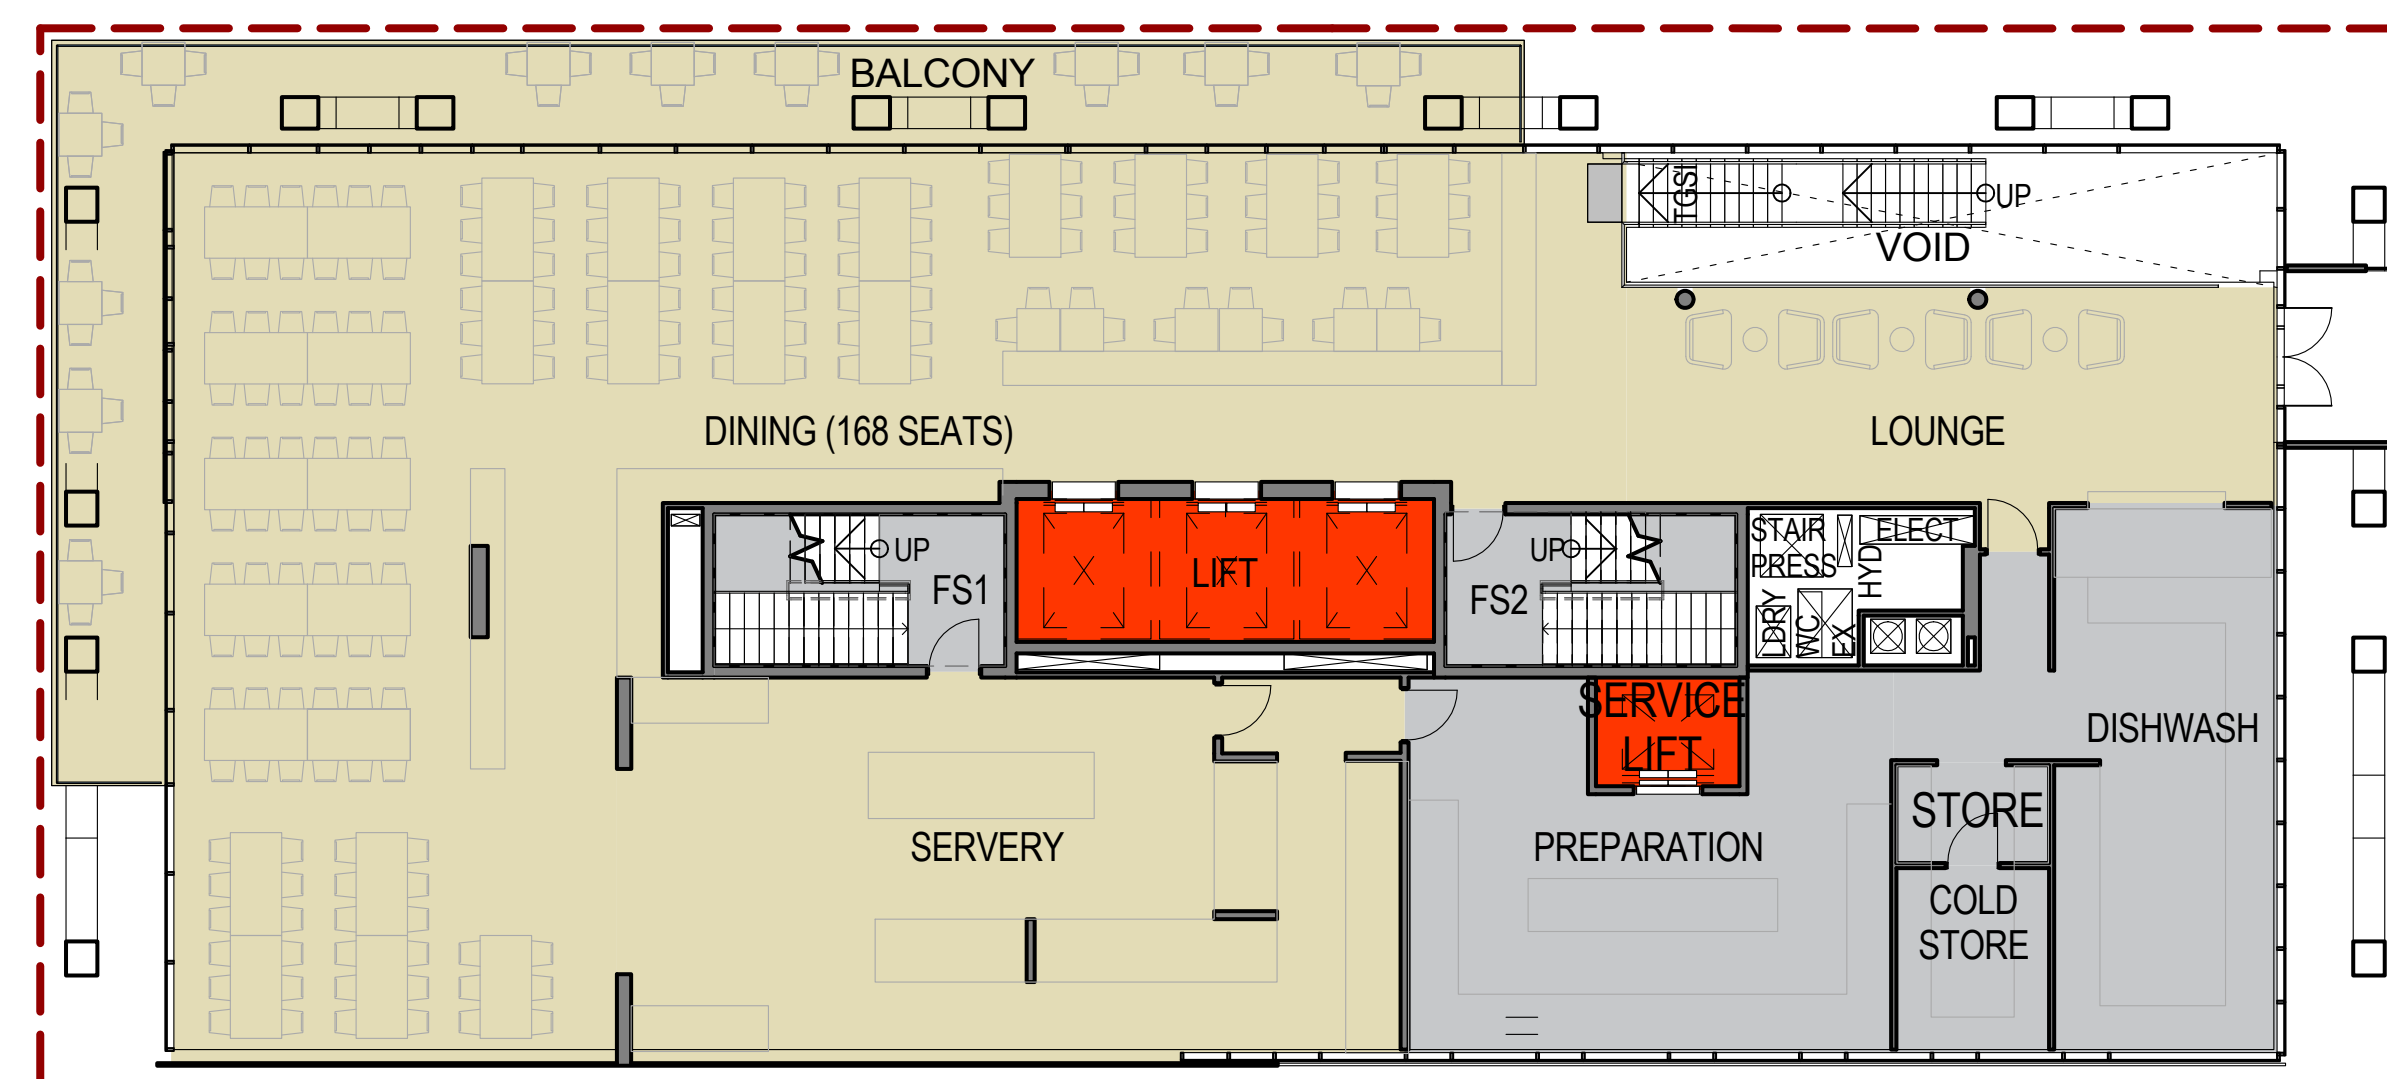 BALCONY
TGSI
UP
VOID
DINING (168 SEATS)
LOUNGE
UP
FS1
LIFT
UP
FS2
STAIR
PRESS
HYD
ELECT
LDRY
WC
EX
SERVICE
LIFT
DISHWASH
SERVERY
PREPARATION
STORE
COLD
STORE